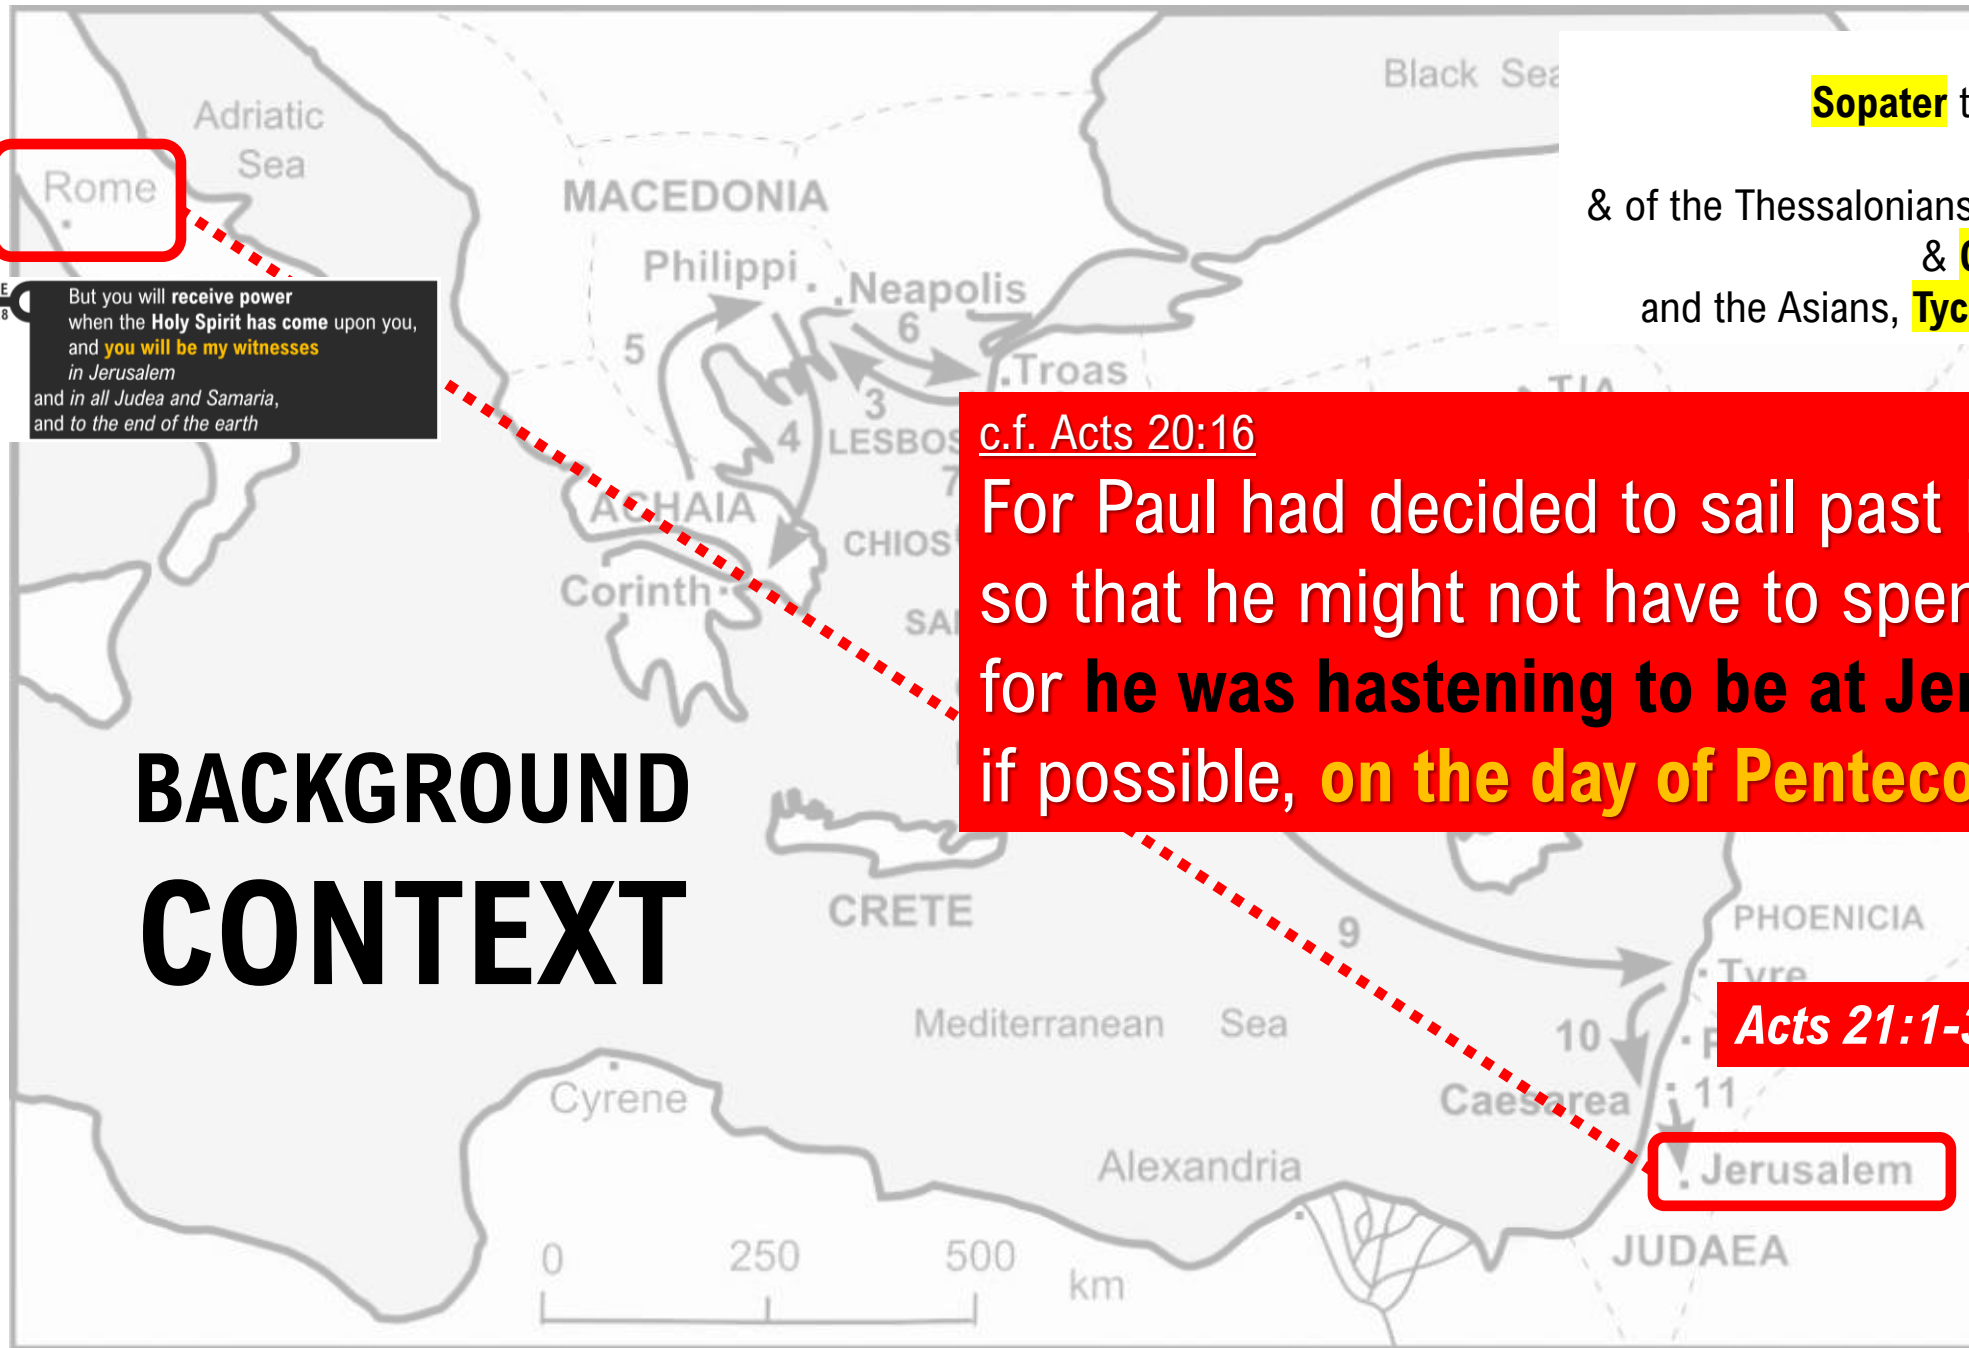 Black Sea
Sopater
Adriatic
Sea
Rome
& of the Thessalonians
&
and the Asians,
MACEDONIA
Philippi
Neapolis
6
5
But you will receive power
when the Holy Spirit has come upon you,
and you will be my witnesses
in Jerusalem
and in all Judea and Samaria,
and to the end of the earth
Troas
3
4
LESBOS
7
c.f. Acts 20:16
For Paul had decided to sail past
so that he might not have to
for he was hastening to be at
if possible, on the day of
ACHAIA
CHIOS
Corinth
BACKGROUND
CONTEXT
CRETE
9
PHOENICIA
Tyre
Mediterranean Sea
10
Acts 21:1-3
Cyrene
Caesarea
11
Alexandria
Jerusalem
JUDAEA
0 250 500
km